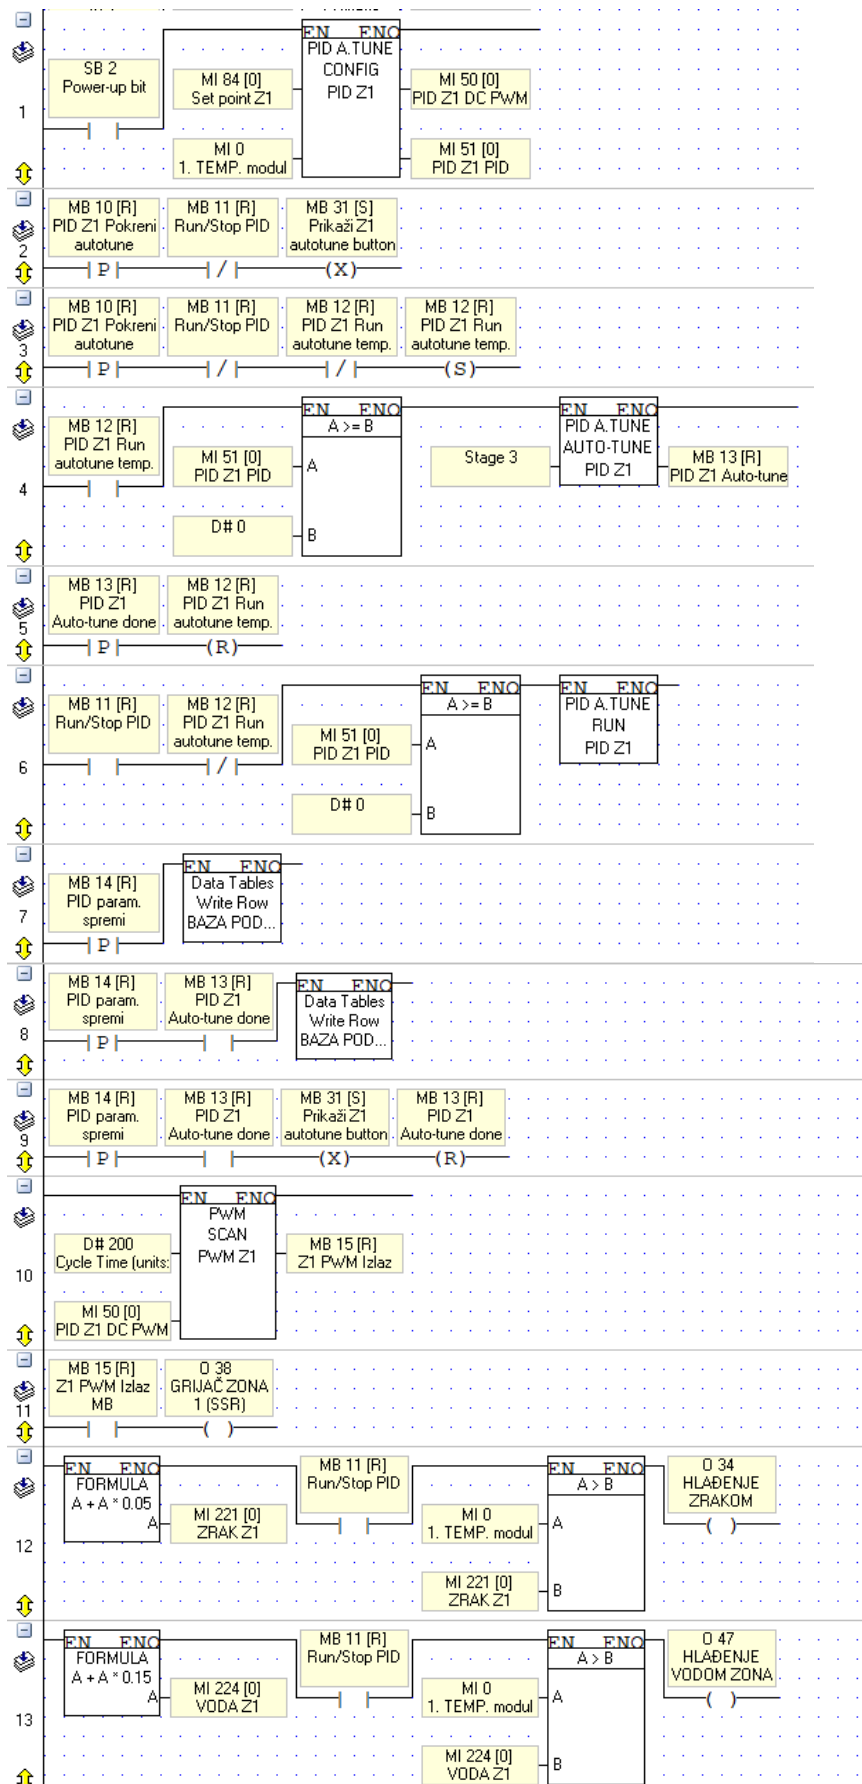 EN ENO
PID A.TUNE
CONFIG
PID Z1
SB 2
Power-up bit
MI 84 [0]
Set point Z1
MI 50 [0]
PID Z1 DC PWM
1
MI 0
1. TEMP. modul
MI 51 [0]
PID Z1 PID
MB 10 [R]
PID Z1 Pokreni
autotune
MB 11 [R]
Run/Stop PID
MB 31 [S]
Prikaži Z1
autotune button
2
P
/
(X)
MB 10 [R]
PID Z1 Pokreni
autotune
MB 11 [R]
Run/Stop PID
MB 12 [R]
PID Z1 Run
autotune temp.
MB 12 [R]
PID Z1 Run
autotune temp.
3
P
/
/
(S)
EN ENO
A >= B
EN ENO
PID A.TUNE
AUTO-TUNE
PID Z1
MB 12 [R]
PID Z1 Run
autotune temp.
MI 51 [0]
PID Z1 PID
A
Stage 3
MB 13 [R]
PID Z1 Auto-tune
4
D# 0
B
MB 13 [R]
PID Z1
Auto-tune done
MB 12 [R]
PID Z1 Run
autotune temp.
5
P
(R)
EN ENO
A >= B
EN ENO
PID A.TUNE
RUN
PID Z1
MB 11 [R]
Run/Stop PID
MB 12 [R]
PID Z1 Run
autotune temp.
MI 51 [0]
PID Z1 PID
A
6
/
D# 0
B
EN ENO
Data Tables
Write Row
BAZA POD...
MB 14 [R]
PID param.
spremi
7
P
MB 14 [R]
PID param.
spremi
MB 13 [R]
PID Z1
Auto-tune done
EN ENO
Data Tables
Write Row
BAZA POD...
8
P
MB 14 [R]
PID param.
spremi
MB 13 [R]
PID Z1
Auto-tune done
MB 31 [S]
Prikaži Z1
autotune button
MB 13 [R]
PID Z1
Auto-tune done
9
P
(X)
(R)
EN ENO
PWM
SCAN
PWM Z1
D# 200
Cycle Time (units:
MB 15 [R]
Z1 PWM Izlaz
10
MI 50 [0]
PID Z1 DC PWM
MB 15 [R]
Z1 PWM Izlaz
MB
O 38
GRIJAČ ZONA
1 (SSR)
11
( )
EN ENO
FORMULA
A + A * 0.05
A
MI 221 [0]
ZRAK Z1
MB 11 [R]
Run/Stop PID
EN ENO
A > B
MI 0
1. TEMP. modul
A
O 34
HLAĐENJE
ZRAKOM
( )
12
MI 221 [0]
ZRAK Z1
B
EN ENO
FORMULA
A + A * 0.15
A
MI 224 [0]
VODA Z1
MB 11 [R]
Run/Stop PID
EN ENO
A > B
MI 0
1. TEMP. modul
A
O 47
HLAĐENJE
VODOM ZONA
( )
13
MI 224 [0]
VODA Z1
B